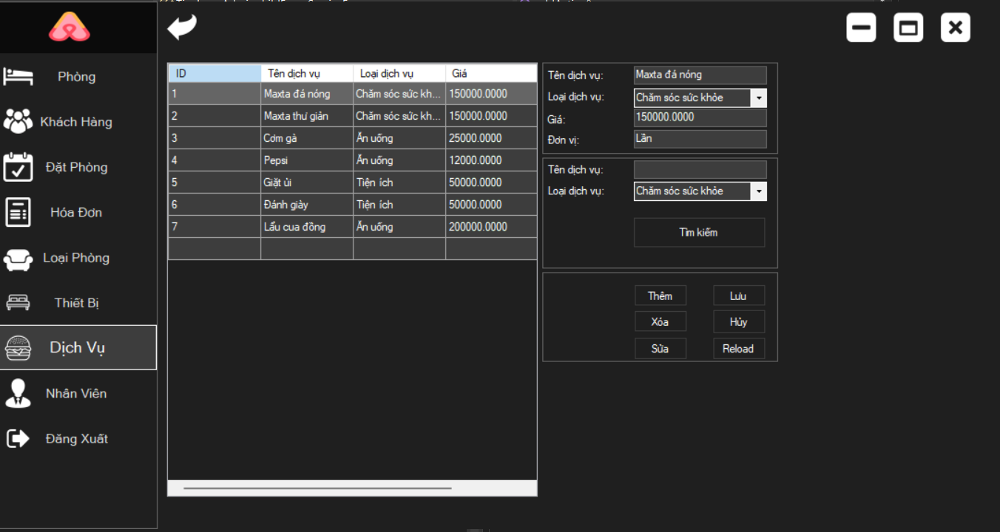 Phòng
Khách Hàng
Đặt Phòng
Hóa Đơn
Loại Phòng
Thiết Bị
Dịch Vụ
Nhân Viên
Đăng Xuất
ID Tên dịch vụ Loại dịch vụ Giá
1 Maxta đá nóng Chăm sóc sức kh... 150000.0000
2 Maxta thư giản Chăm sóc sức kh... 150000.0000
3 Cơm gà Ăn uống 25000.0000
4 Pepsi Ăn uống 12000.0000
5 Giặt ủi Tiện ích 50000.0000
6 Đánh giày Tiện ích 50000.0000
7 Lẩu cua đồng Ăn uống 200000.0000
Tên dịch vụ: Maxta đá nóng
Loại dịch vụ: Chăm sóc sức khỏe
Giá: 150000.0000
Đơn vị: Lần
Tên dịch vụ:
Loại dịch vụ: Chăm sóc sức khỏe
Tìm kiếm
Thêm Lưu
Xóa Hủy
Sửa Reload